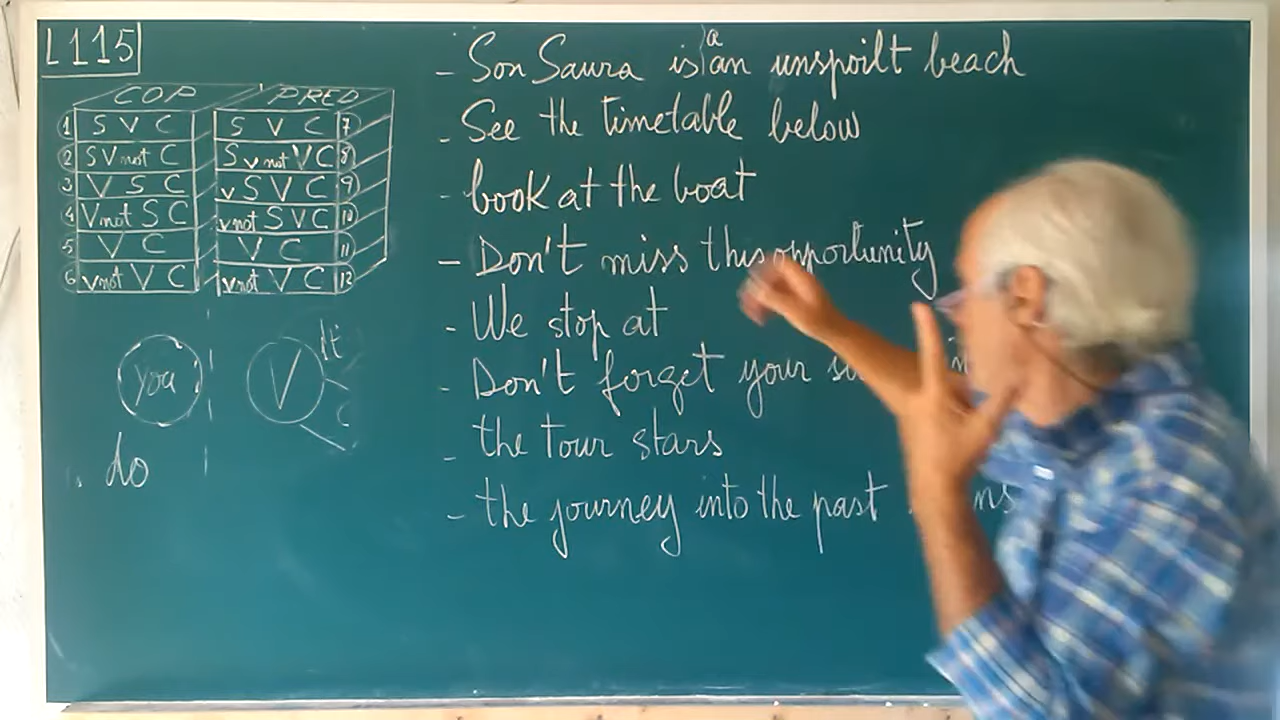 L115
COP PRED
1 S V C S V C 7
2 S V not C S v not V C 8
3 V S C v S V C 9
4 V not S C v not S V C 10
5 V C V C 11
6 v not V C v not V C 12
you V It
C
. do
- Son Saura is a an unspoilt beach
- See the timetable below
- book at the boat
- Don't miss this opportunity
- We stop at
- Don't forget your
- the tour stars
- the journey into the past